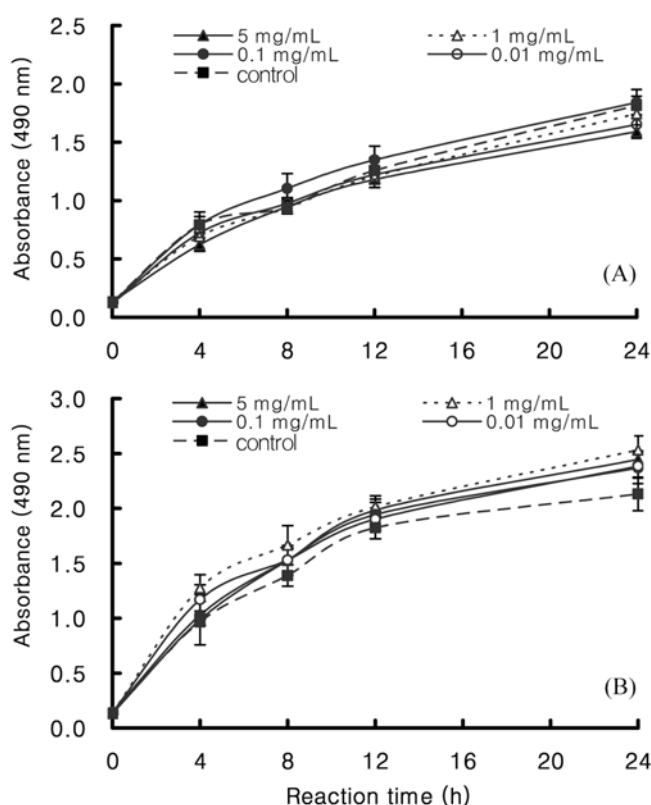 2.5
2.0
1.5
1.0
0.5
0.0
Absorbance (490 nm)
5 mg/mL
1 mg/mL
0.1 mg/mL
0.01 mg/mL
control
(A)
0 4 8 12 16 20 24
3.0
2.5
2.0
1.5
1.0
0.5
0.0
Absorbance (490 nm)
5 mg/mL
1 mg/mL
0.1 mg/mL
0.01 mg/mL
control
(B)
0 4 8 12 16 20 24
Reaction time (h)